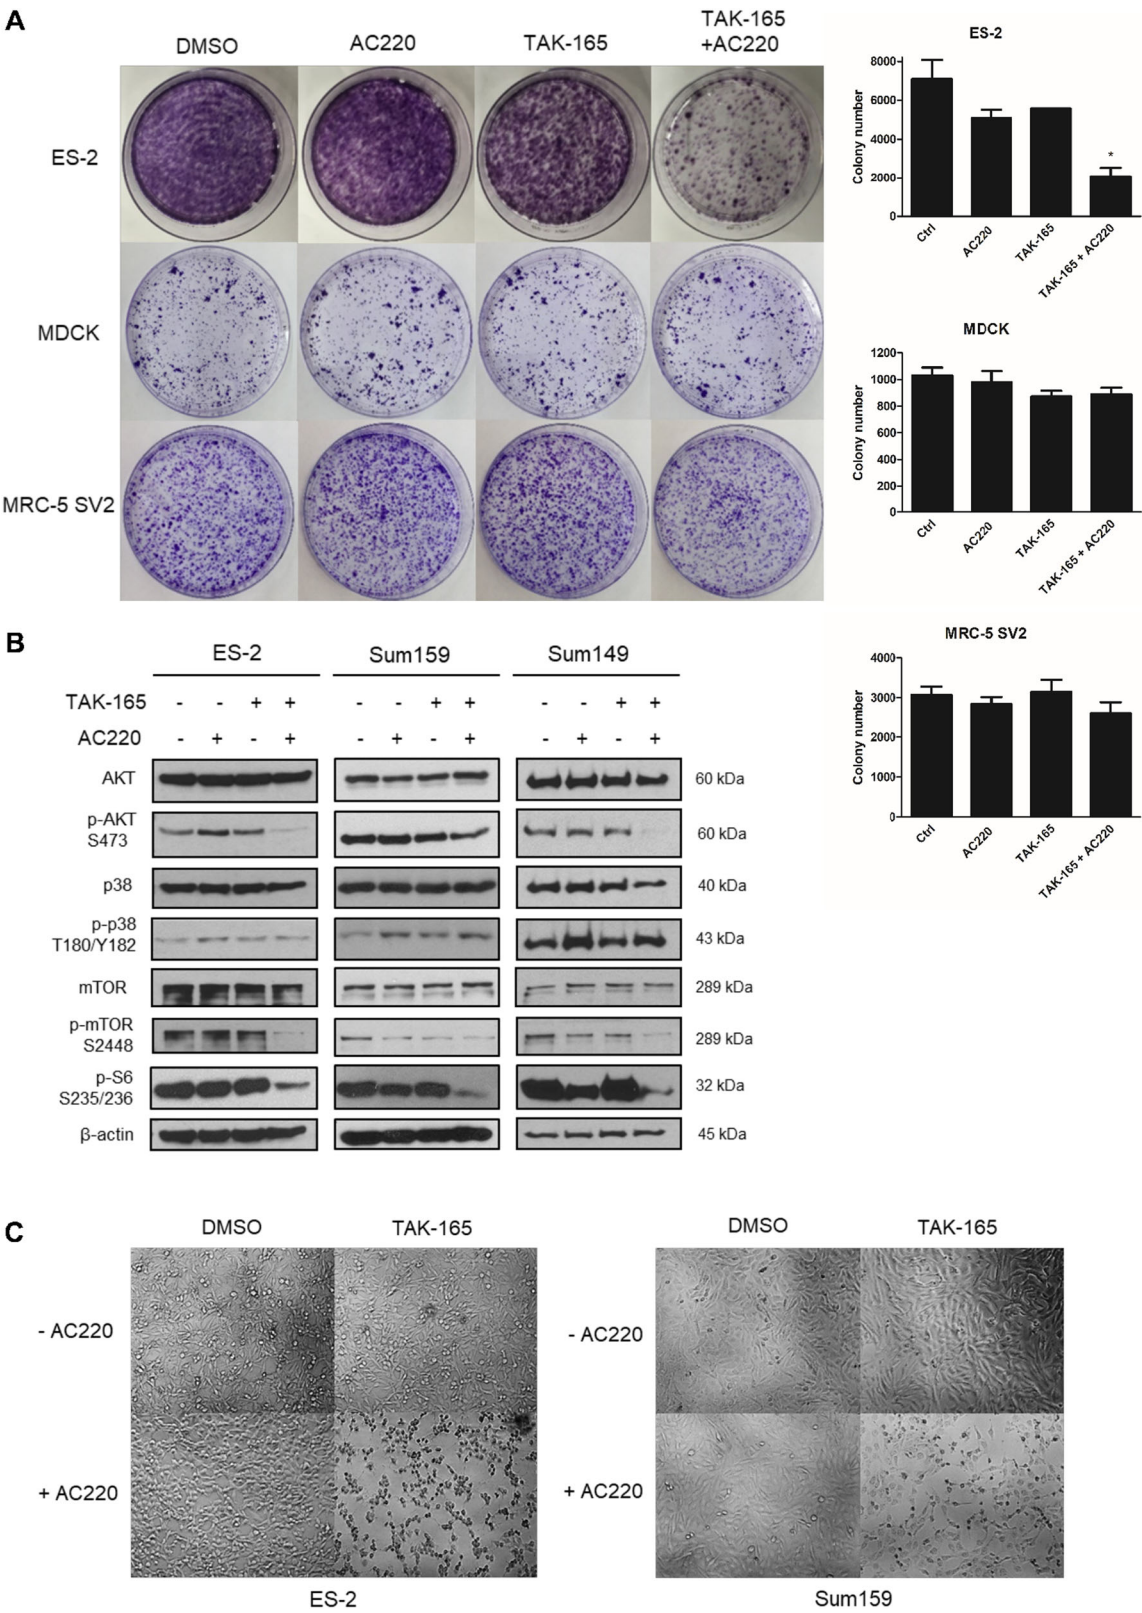 A
DMSO
AC220
TAK-165
TAK-165
+AC220
ES-2
MDCK
MRC-5 SV2
ES-2
Colony number
8000
6000
4000
2000
0
*
Ctrl
AC220
TAK-165
TAK-165 + AC220
MDCK
Colony number
1200
1000
800
600
400
200
0
Ctrl
AC220
TAK-165
TAK-165 + AC220
MRC-5 SV2
Colony number
4000
3000
2000
1000
0
Ctrl
AC220
TAK-165
TAK-165 + AC220
B
ES-2 Sum159 Sum149
TAK-165 - - + + - - + + - - + +
AC220 - + - + - + - + - + - +
AKT 60 kDa
p-AKT
S473 60 kDa
p38 40 kDa
p-p38
T180/Y182 43 kDa
mTOR 289 kDa
p-mTOR
S2448 289 kDa
p-S6
S235/236 32 kDa
β-actin 45 kDa
C
DMSO TAK-165
- AC220
+ AC220
ES-2
DMSO TAK-165
- AC220
+ AC220
Sum159